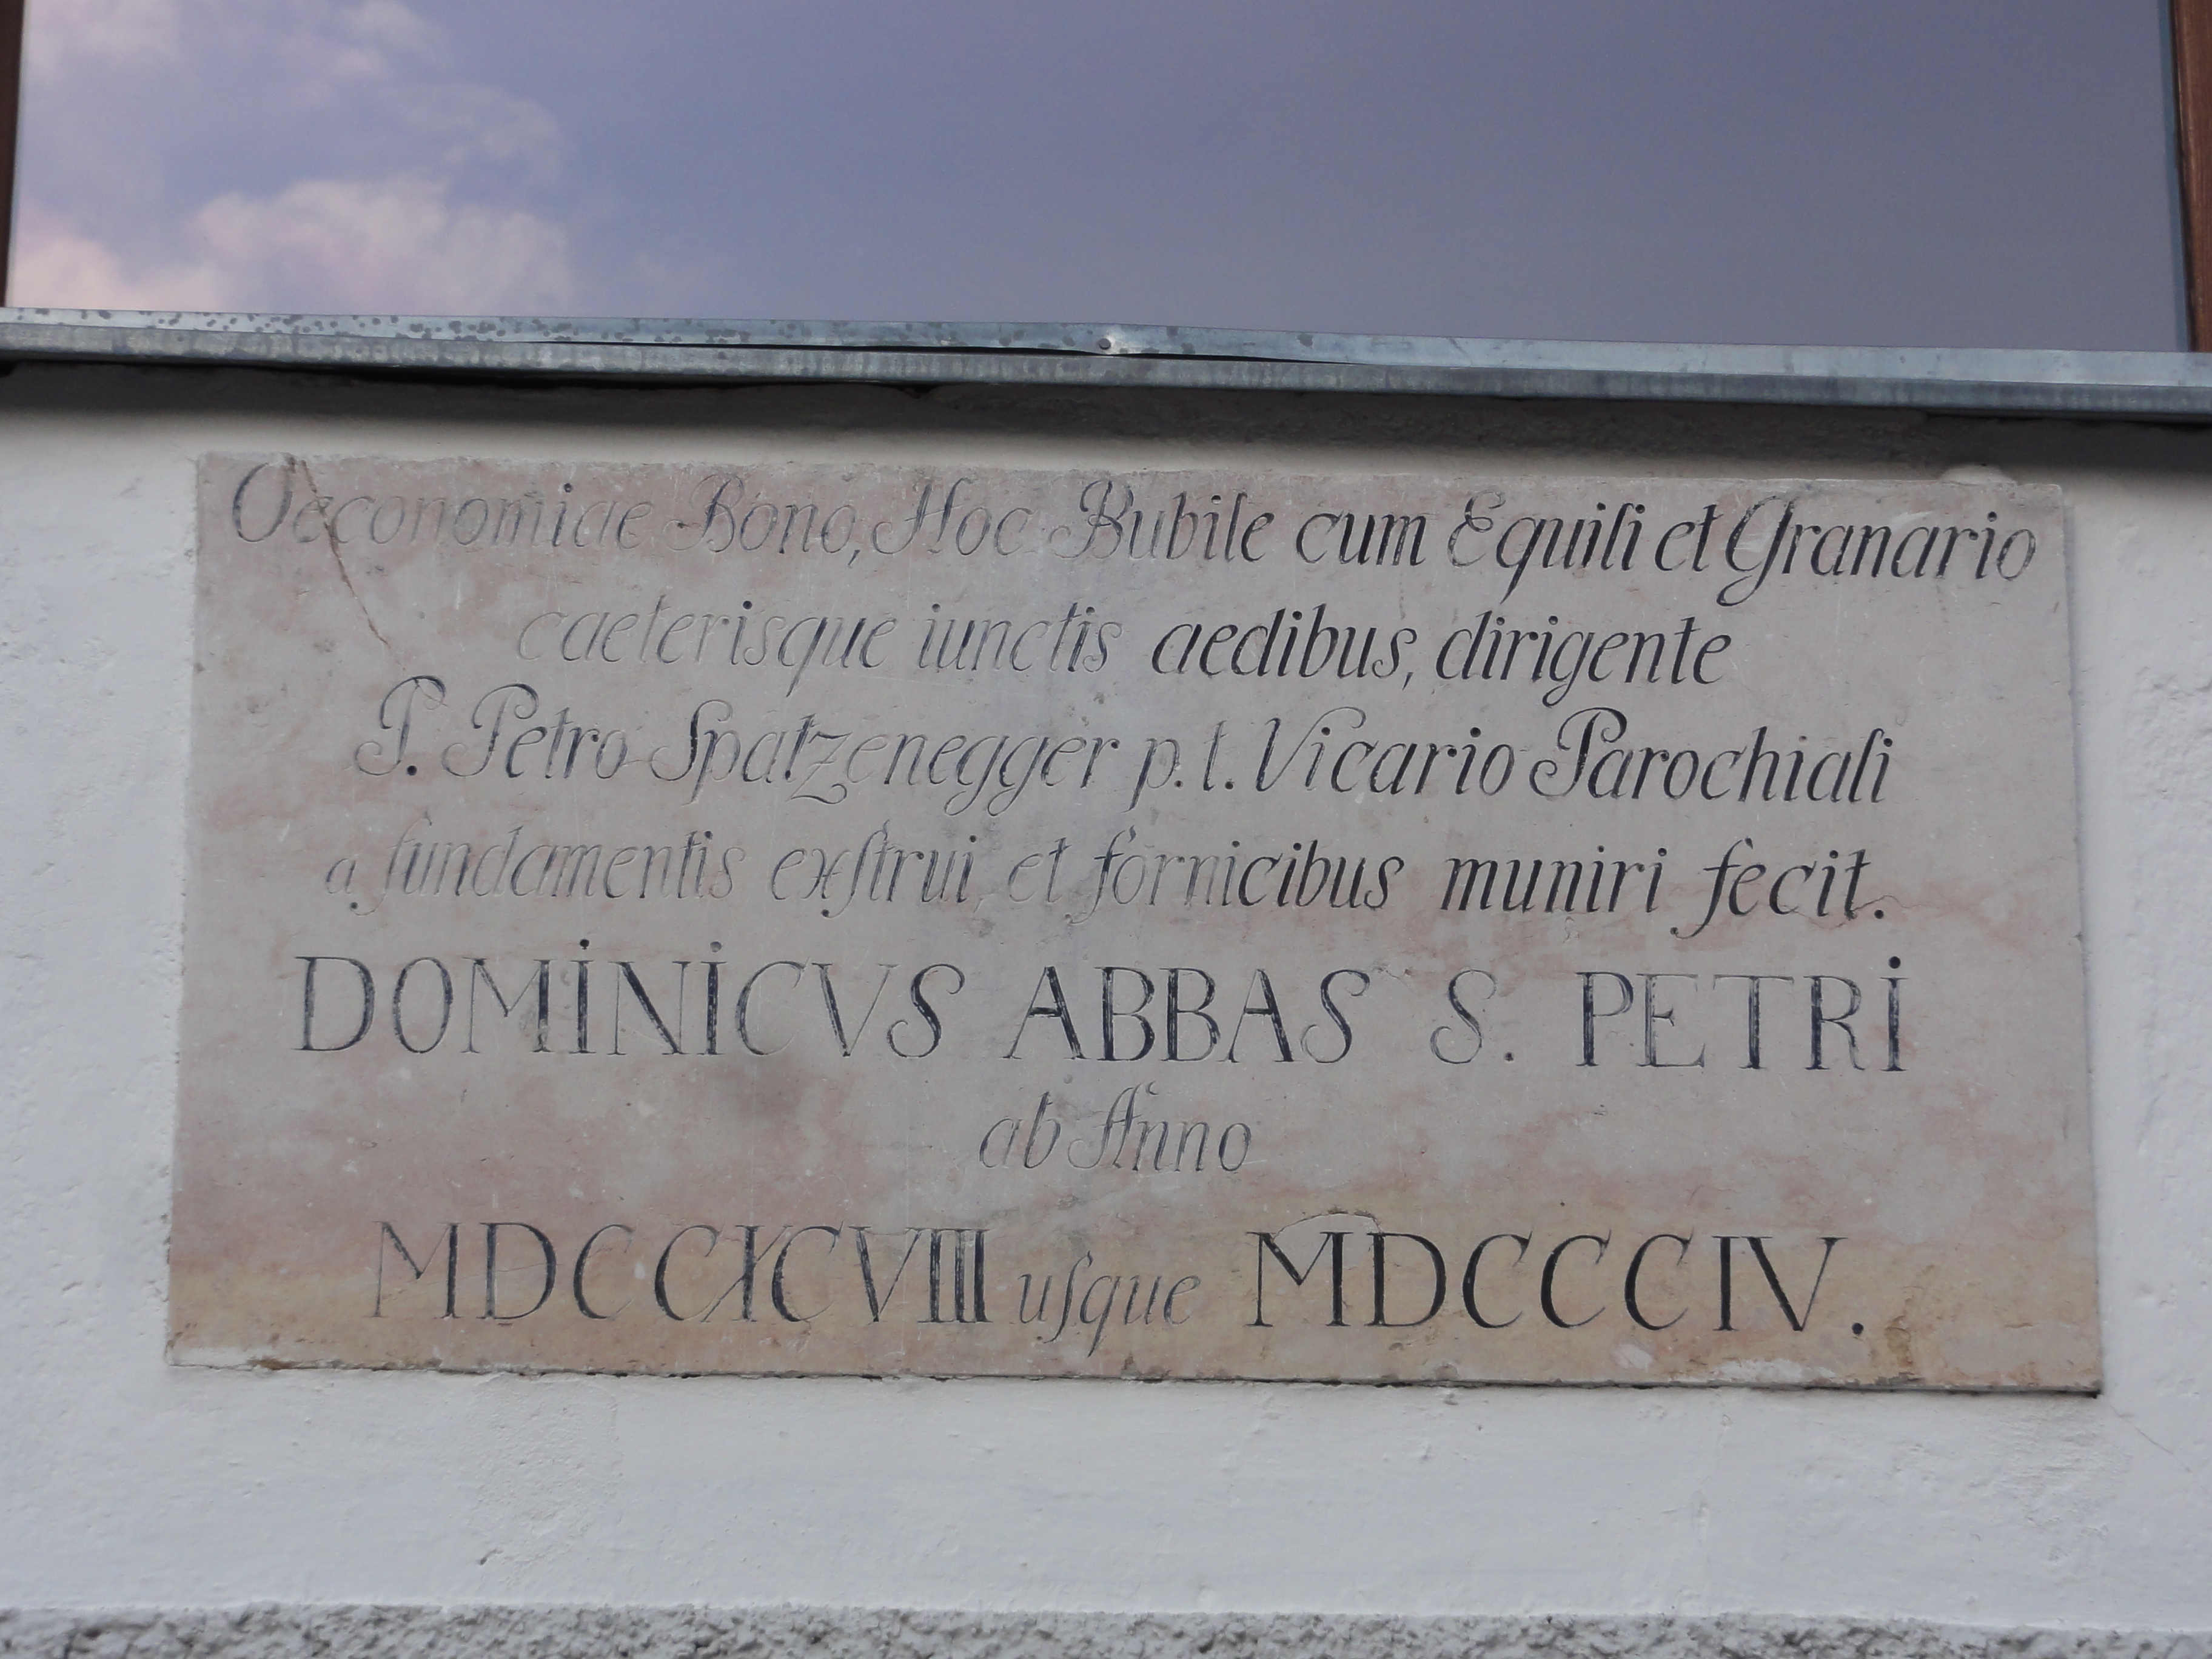 Oeconomiae Bono, Hoc Bubile cum Equili et Granario
caeterisque iunctis aedibus, dirigente
P. Petro Spatzenegger p. t. Vicario Parochiali
a fundamentis exſtrui, et fornicibus muniri fecit.
DOMINICVS ABBAS S. PETRI
ab Anno
MDCCXCVIII uſque MDCCCIV.